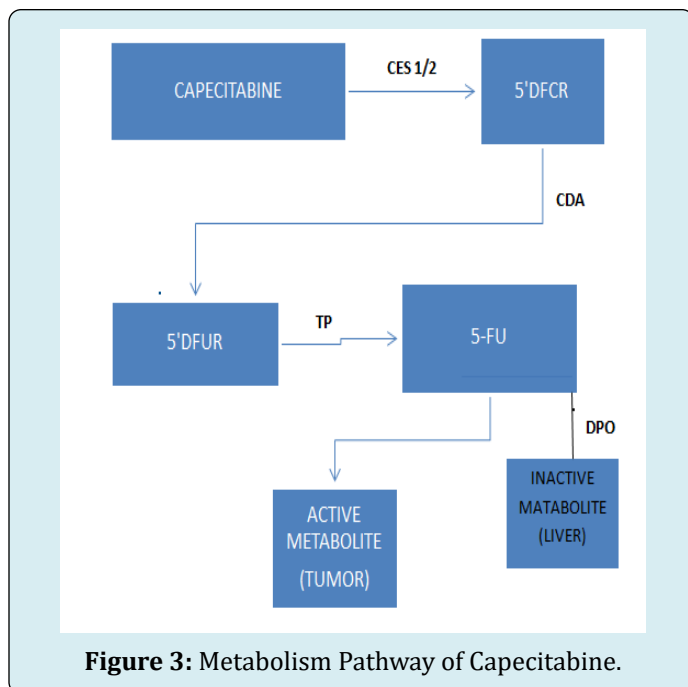 CAPECITABINE
CES 1/2
5'DFCR
CDA
5'DFUR
TP
5-FU
DPO
ACTIVE
METABOLITE
(TUMOR)
INACTIVE
MATABOLITE
(LIVER)
Figure 3: Metabolism Pathway of Capecitabine.